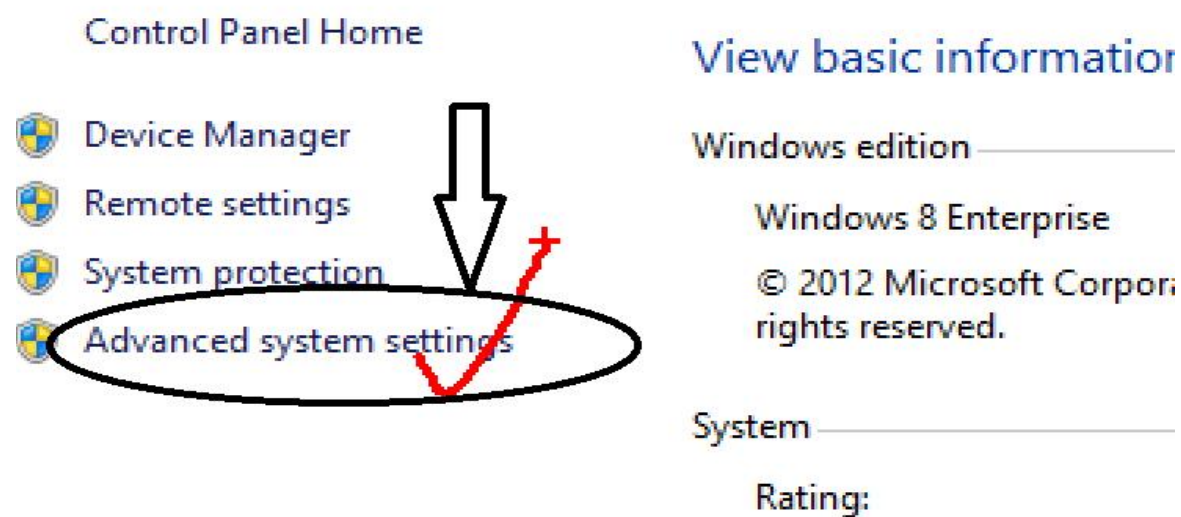 Control Panel Home
Device Manager
Remote settings
System protection
Advanced system settings
View basic information
Windows edition
Windows 8 Enterprise
© 2012 Microsoft Corpora
rights reserved.
System
Rating: